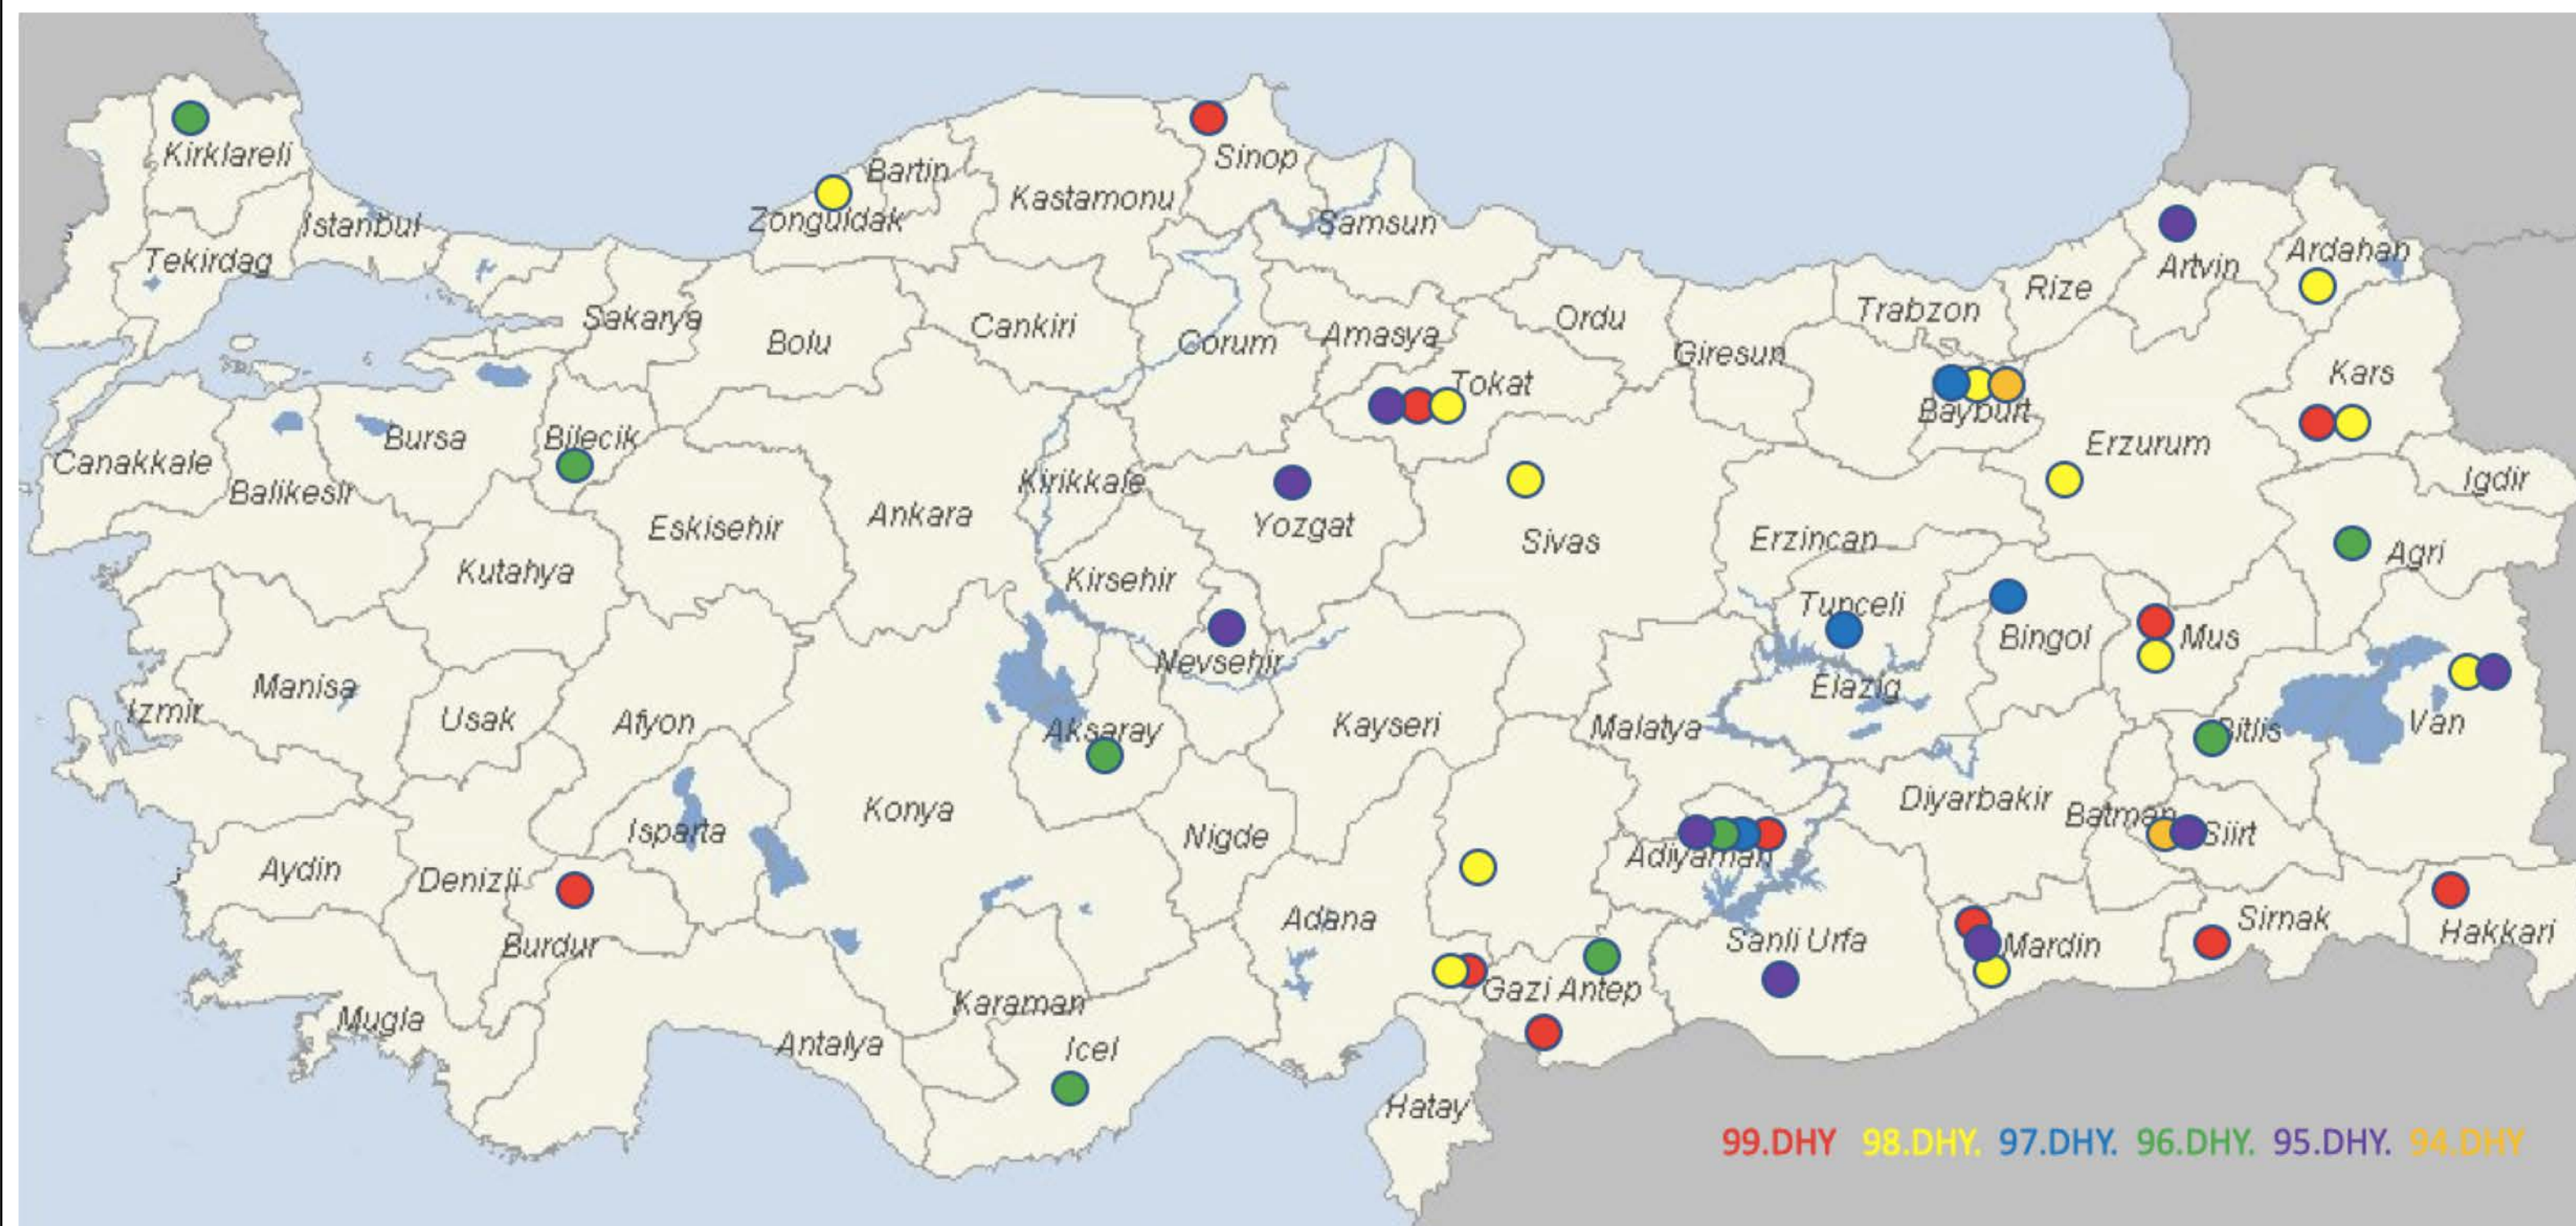 Kirklareli
Sinop
Bartin
Kastamonu
Zonguldak
Istanbul
Samsun
Tekirdag
Artvin
Ardahan
Rize
Trabzon
Sakarya
Bolu
Cankiri
Corum
Amasya
Ordu
Giresun
Kars
Tokat
Bayburt
Canakkale
Bursa
Bilecik
Erzurum
Balikesir
Kirikkale
Igdir
Eskisehir
Ankara
Yozgat
Sivas
Erzincan
Agri
Kutahya
Kirsehir
Tunceli
Bingol
Mus
Nevsehir
Manisa
Izmir
Usak
Afyon
Aksaray
Kayseri
Malatya
Elazig
Bitlis
Van
Konya
Diyarbakir
Batman
Siirt
Isparta
Nigde
Adiyaman
Aydin
Denizli
Burdur
Adana
Sanli Urfa
Mardin
Sirnak
Hakkari
Mugla
Karaman
Gazi Antep
Antalya
Icel
Hatay
99.DHY 98.DHY. 97.DHY. 96.DHY. 95.DHY. 94.DHY